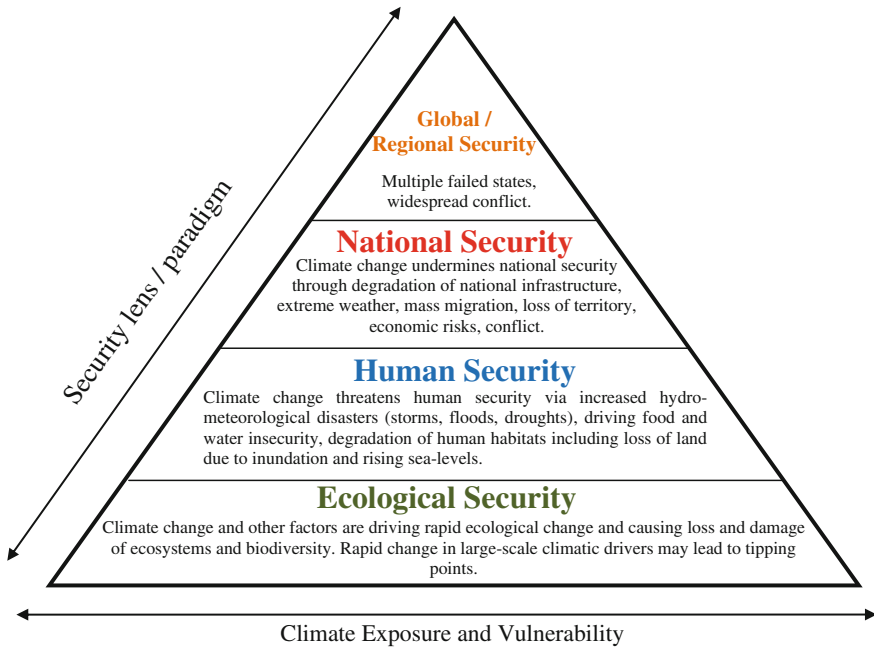 Security lens / paradigm
Global /
Regional Security
Multiple failed states,
widespread conflict.
National Security
Climate change undermines national security
through degradation of national infrastructure,
extreme weather, mass migration, loss of territory,
economic risks, conflict.
Human Security
Climate change threatens human security via increased hydro-
meteorological disasters (storms, floods, droughts), driving food and
water insecurity, degradation of human habitats including loss of land
due to inundation and rising sea-levels.
Ecological Security
Climate change and other factors are driving rapid ecological change and causing loss and damage
of ecosystems and biodiversity. Rapid change in large-scale climatic drivers may lead to tipping
points.
Climate Exposure and Vulnerability